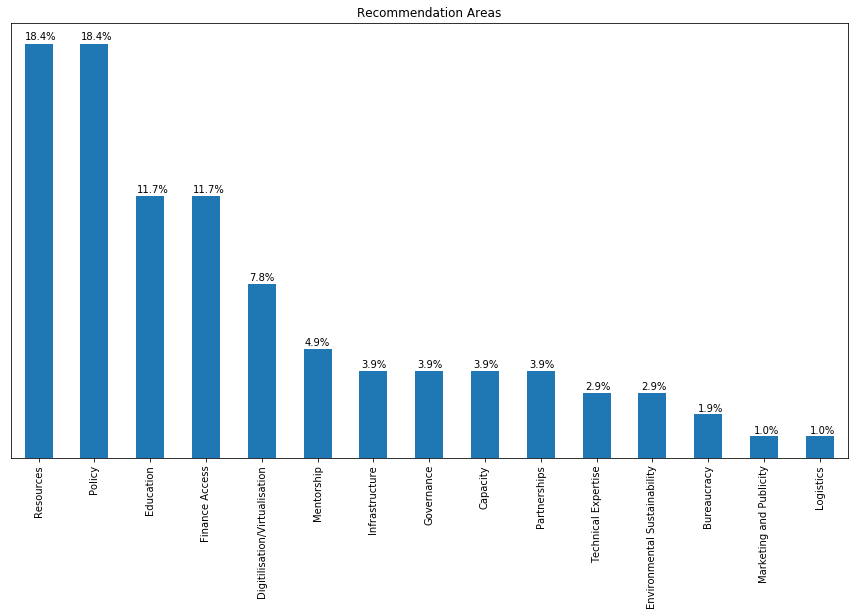 Recommendation Areas
18.4%
18.4%
11.7%
11.7%
7.8%
4.9%
3.9%
3.9%
3.9%
3.9%
2.9%
2.9%
1.9%
1.0%
1.0%
Resources
Policy
Education
Finance Access
Digitilisation/Virtualisation
Mentorship
Infrastructure
Governance
Capacity
Partnerships
Technical Expertise
Environmental Sustainability
Bureaucracy
Marketing and Publicity
Logistics